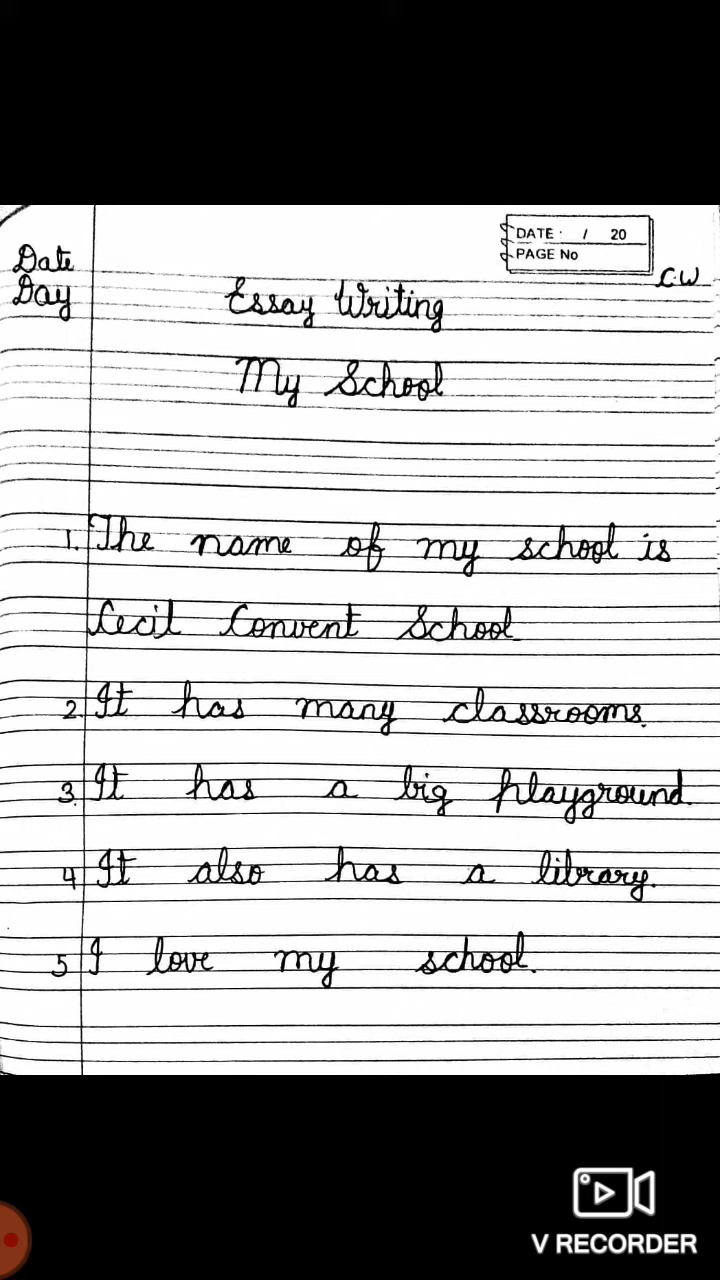 DATE: / 20
PAGE No
Date
Day
C.W
Essay Writing
My School
1. The name of my school is
Cecil Convent School
2. It has many classrooms.
3. It has a big playground.
4 It also has a library.
5 I love my school.
V RECORDER